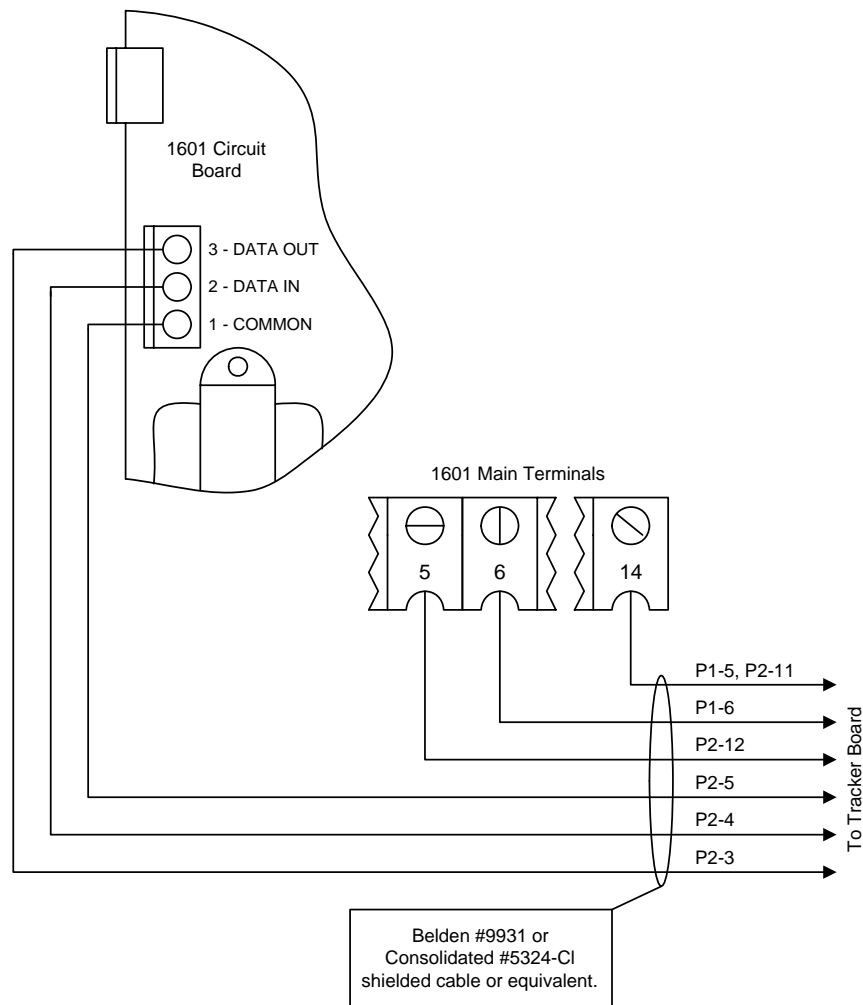 1601 Circuit
Board
3 - DATA OUT
2 - DATA IN
1 - COMMON
1601 Main Terminals
5
6
14
P1-5, P2-11
P1-6
P2-12
P2-5
P2-4
P2-3
To Tracker Board
Belden #9931 or
Consolidated #5324-Cl
shielded cable or equivalent.